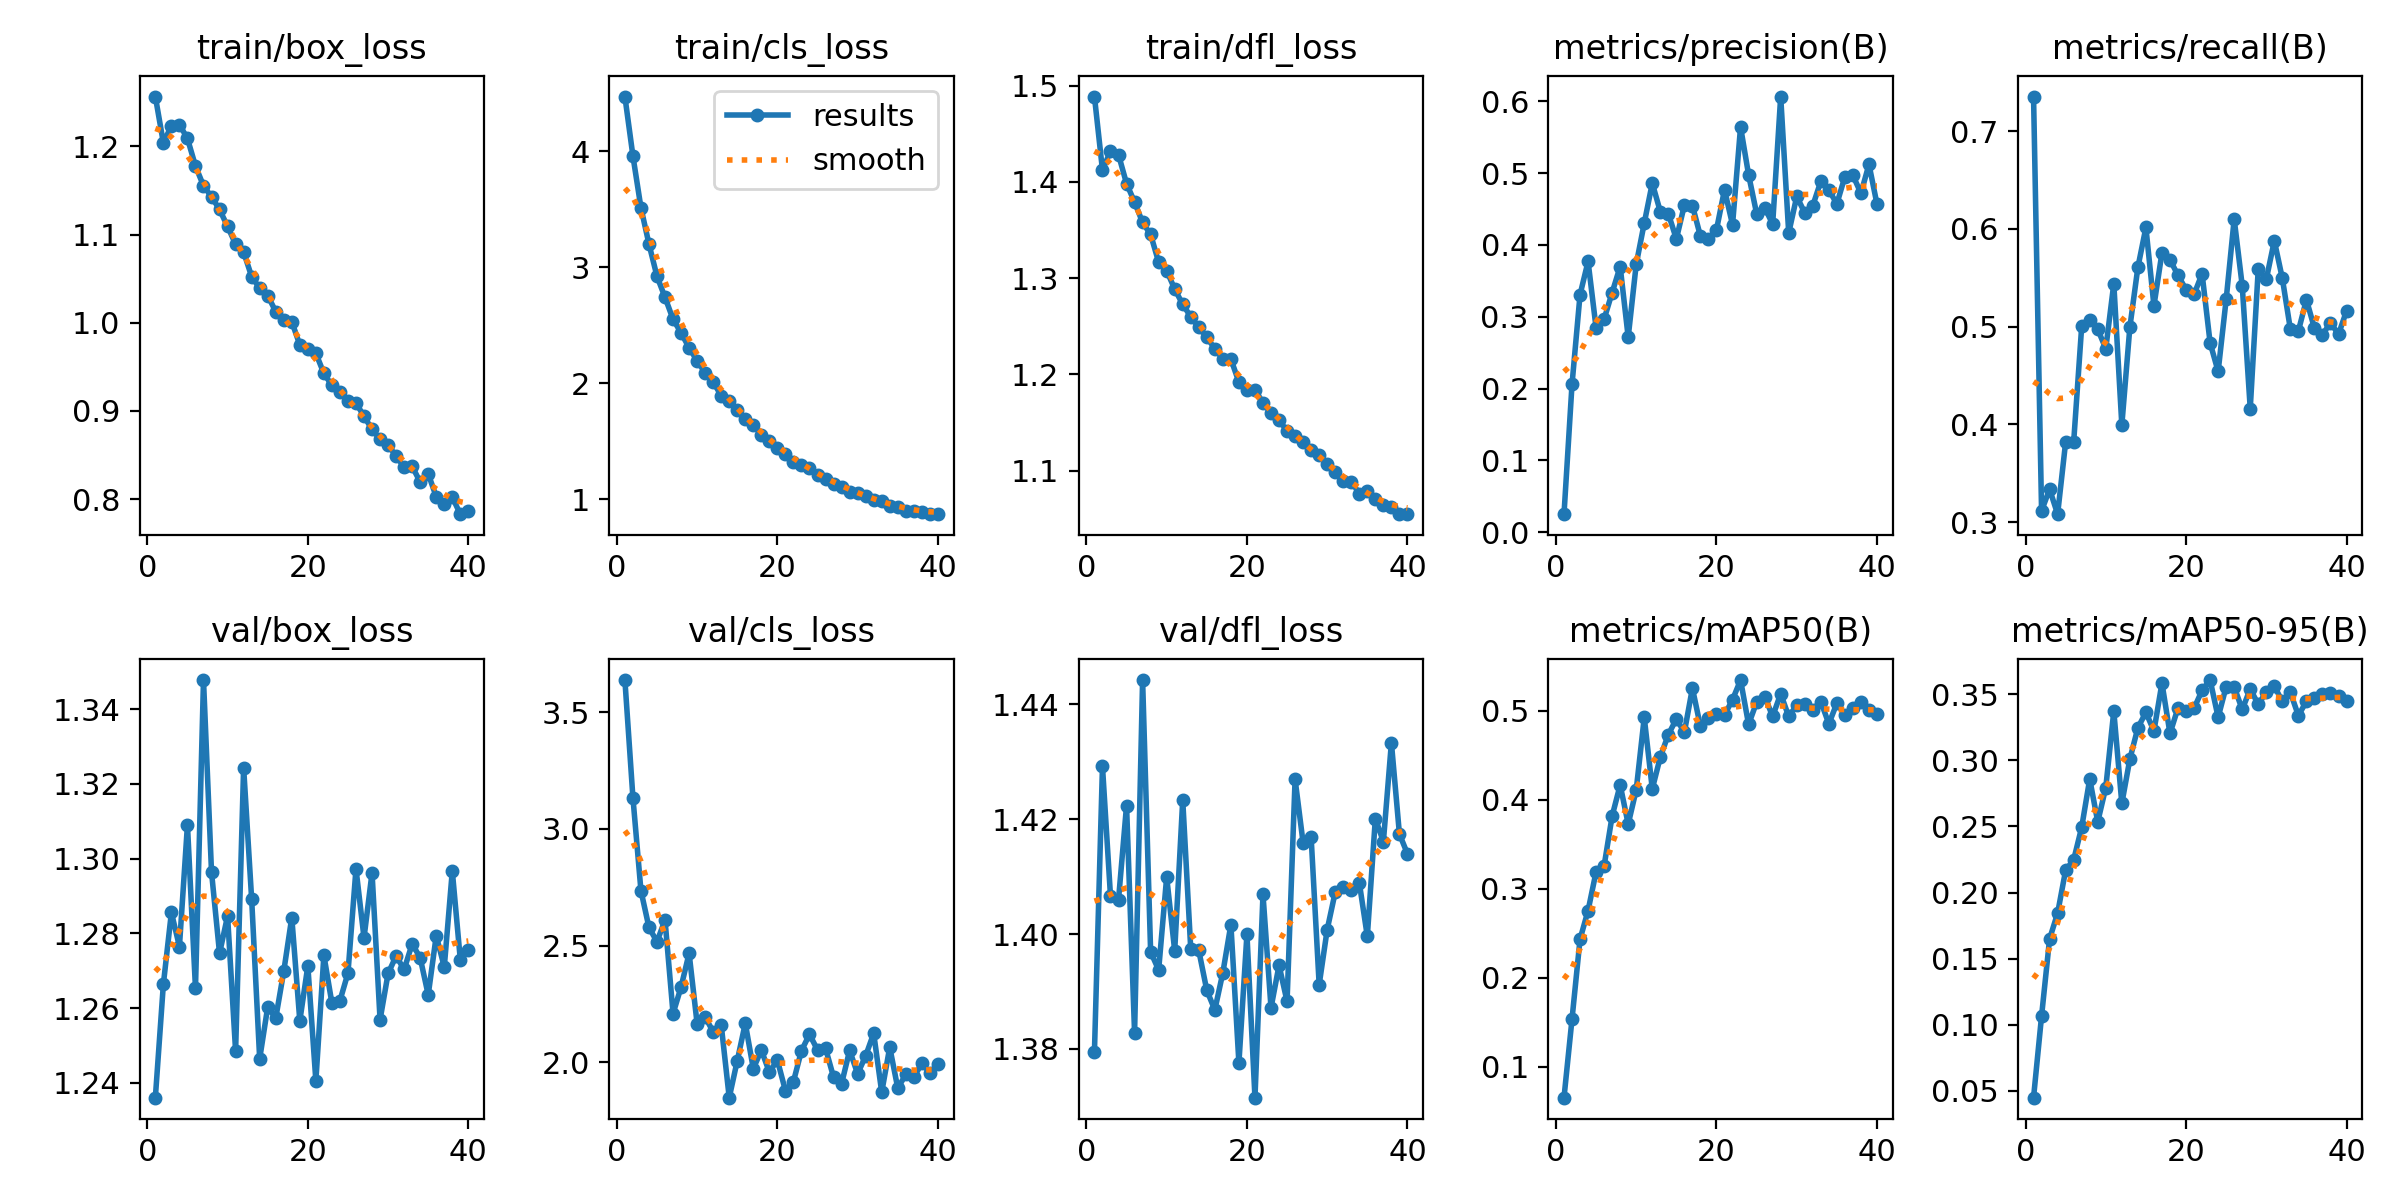 train/box_loss
1.2
1.1
1.0
0.9
0.8
0 20 40
train/cls_loss
results
smooth
4
3
2
1
0 20 40
train/dfl_loss
1.5
1.4
1.3
1.2
1.1
0 20 40
metrics/precision(B)
0.6
0.5
0.4
0.3
0.2
0.1
0.0
0 20 40
metrics/recall(B)
0.7
0.6
0.5
0.4
0.3
0 20 40
val/box_loss
1.34
1.32
1.30
1.28
1.26
1.24
0 20 40
val/cls_loss
3.5
3.0
2.5
2.0
0 20 40
val/dfl_loss
1.44
1.42
1.40
1.38
0 20 40
metrics/mAP50(B)
0.5
0.4
0.3
0.2
0.1
0 20 40
metrics/mAP50-95(B)
0.35
0.30
0.25
0.20
0.15
0.10
0.05
0 20 40